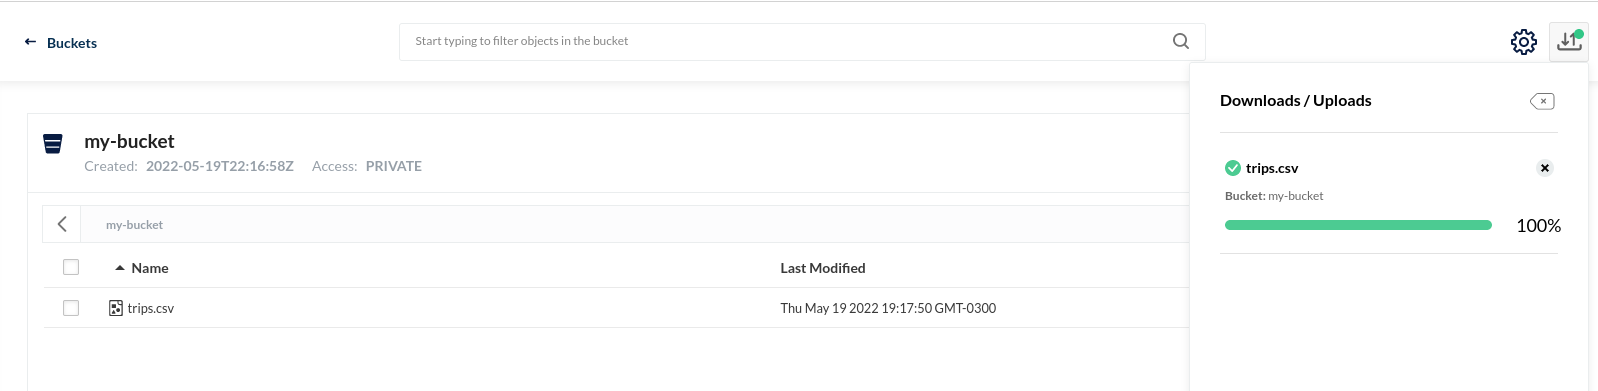 Buckets
Start typing to filter objects in the bucket
Downloads / Uploads
my-bucket
Created: 2022-05-19T22:16:58Z Access: PRIVATE
trips.csv
Bucket: my-bucket
100%
my-bucket
Name Last Modified
trips.csv Thu May 19 2022 19:17:50 GMT-0300